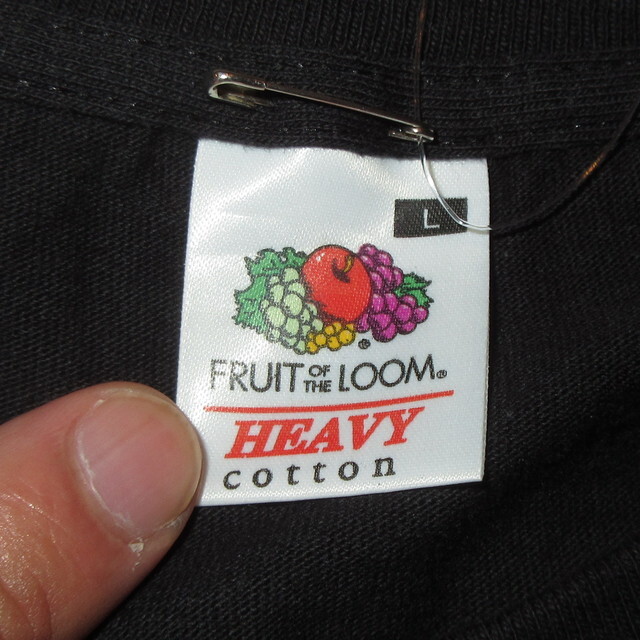 L
FRUIT OF THE LOOM®
HEAVY
cotton